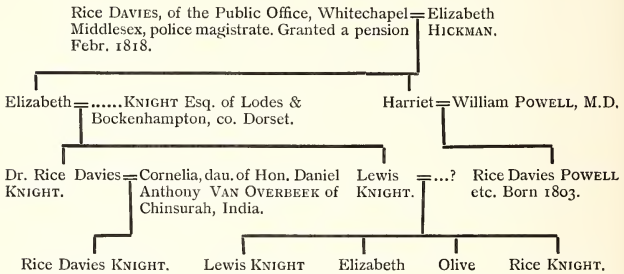 Rice DAVIES, of the Public Office, Whitechapel = Elizabeth
Middlesex, police magistrate. Granted a pension HICKMAN.
Febr. 1818.
Elizabeth = ......KNIGHT Esq. of Lodes & Harriet = William POWELL, M.D.
Bockenhampton, co. Dorset.
Dr. Rice Davies = Cornelia, dau. of Hon. Daniel Lewis = ...? Rice Davies POWELL
KNIGHT. Anthony VAN OVERBEEK of KNIGHT. etc. Born 1803.
Chinsurah, India.
Rice Davies KNIGHT. Lewis KNIGHT Elizabeth Olive Rice KNIGHT.